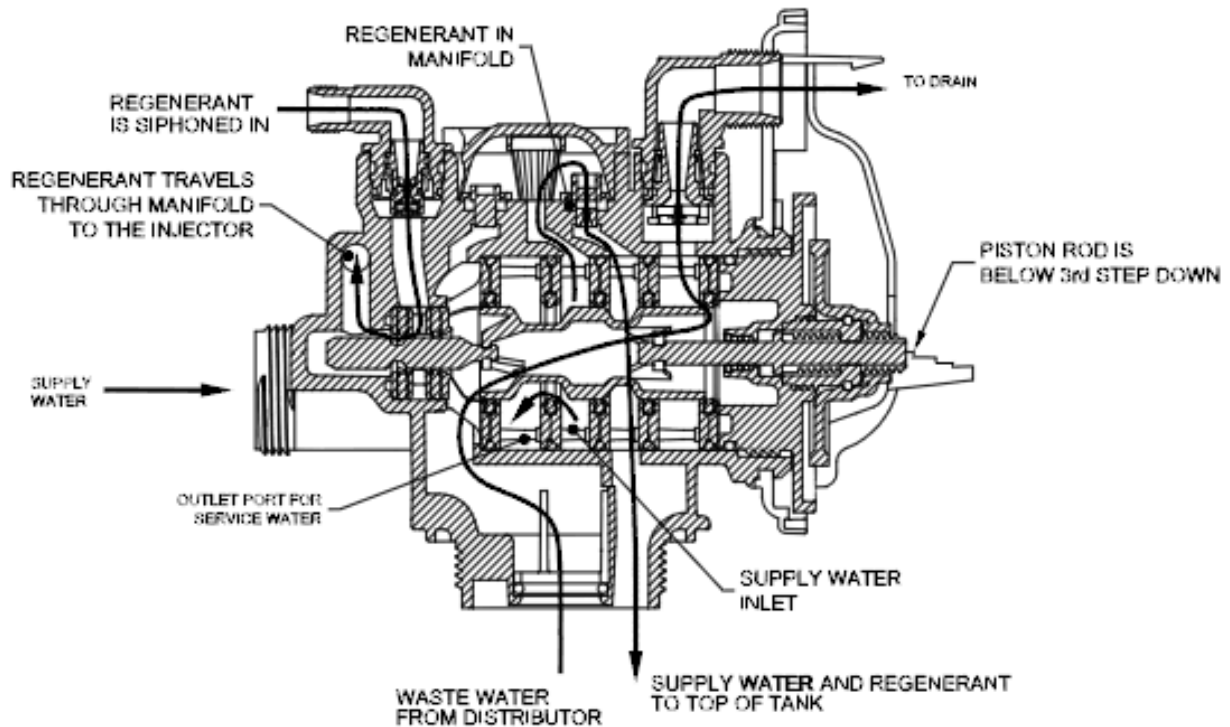 REGENERANT IN
MANIFOLD
TO DRAIN
REGENERANT
IS SIPHONED IN
REGENERANT TRAVELS
THROUGH MANIFOLD
TO THE INJECTOR
PISTON ROD IS
BELOW 3rd STEP DOWN
SUPPLY
WATER
OUTLET PORT FOR
SERVICE WATER
SUPPLY WATER
INLET
WASTE WATER
FROM DISTRIBUTOR
SUPPLY WATER AND REGENERANT
TO TOP OF TANK